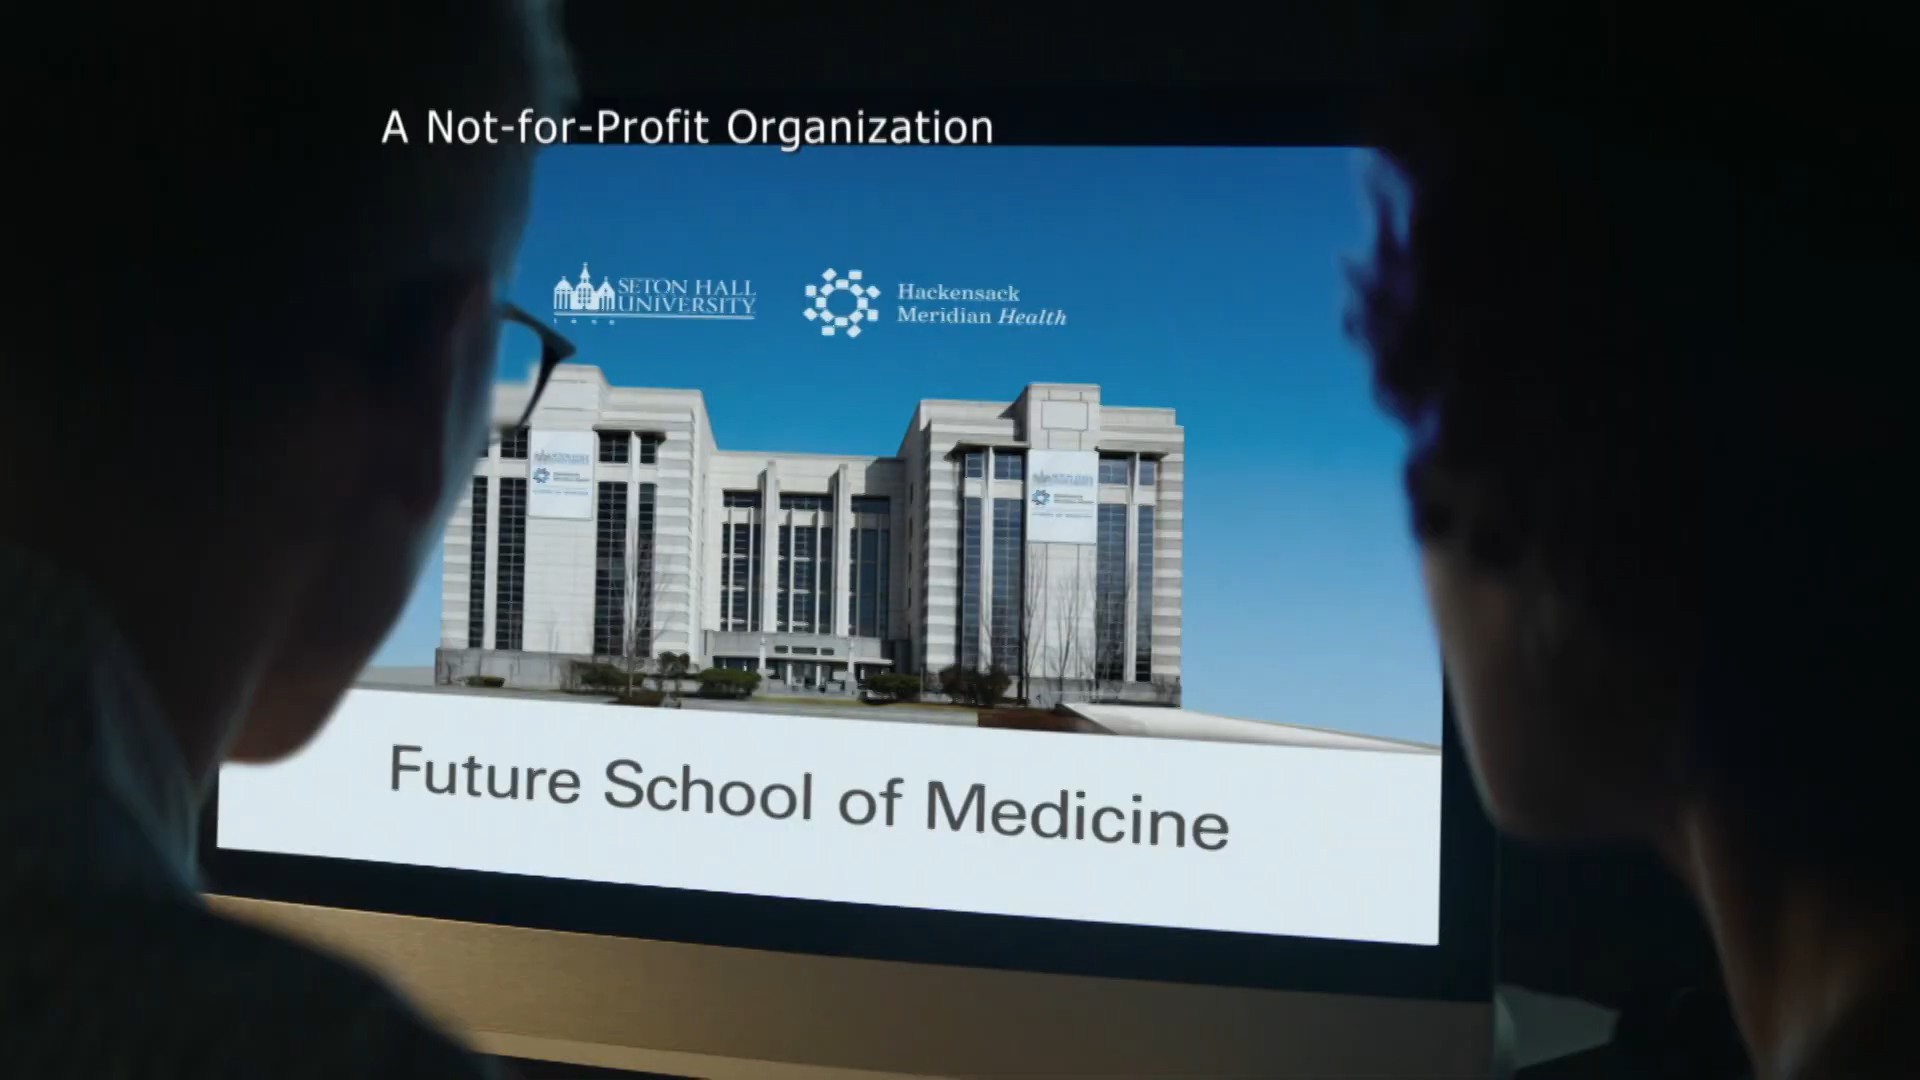 A Not-for-Profit Organization
SETON HALL
UNIVERSITY
Hackensack
Meridian Health
Future School of Medicine